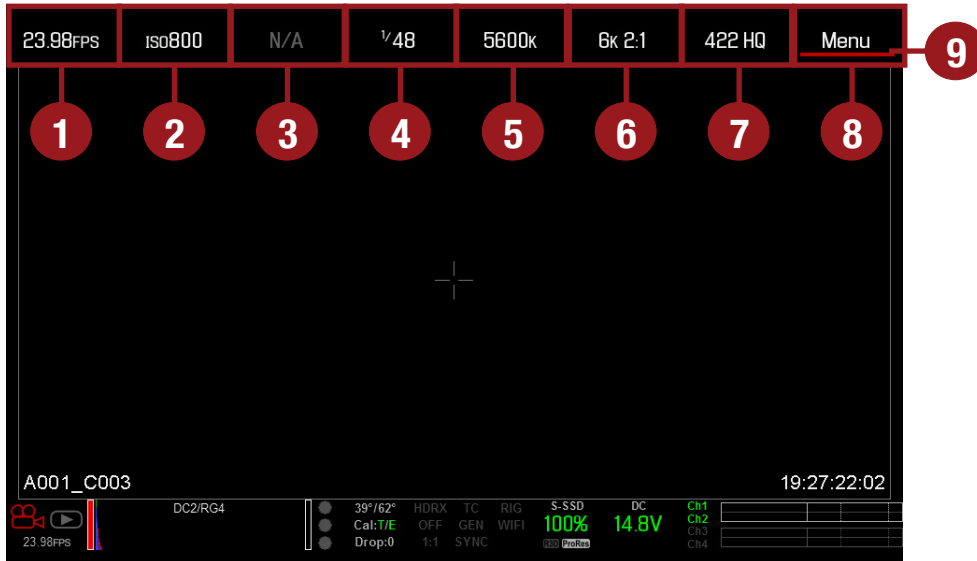 23.98FPS ISO800 N/A 1/48 5600K 6K 2:1 422 HQ Menu 9
1 2 3 4 5 6 7 8
A001_C003 19:27:22:02
DC2/RG4 39°/62° HDRX TC RIG S-SSD DC Ch1
Cal:T/E OFF GEN WIFI 100% 14.8V Ch2
23.98FPS Drop:0 1:1 SYNC R3D ProRes Ch3
Ch4